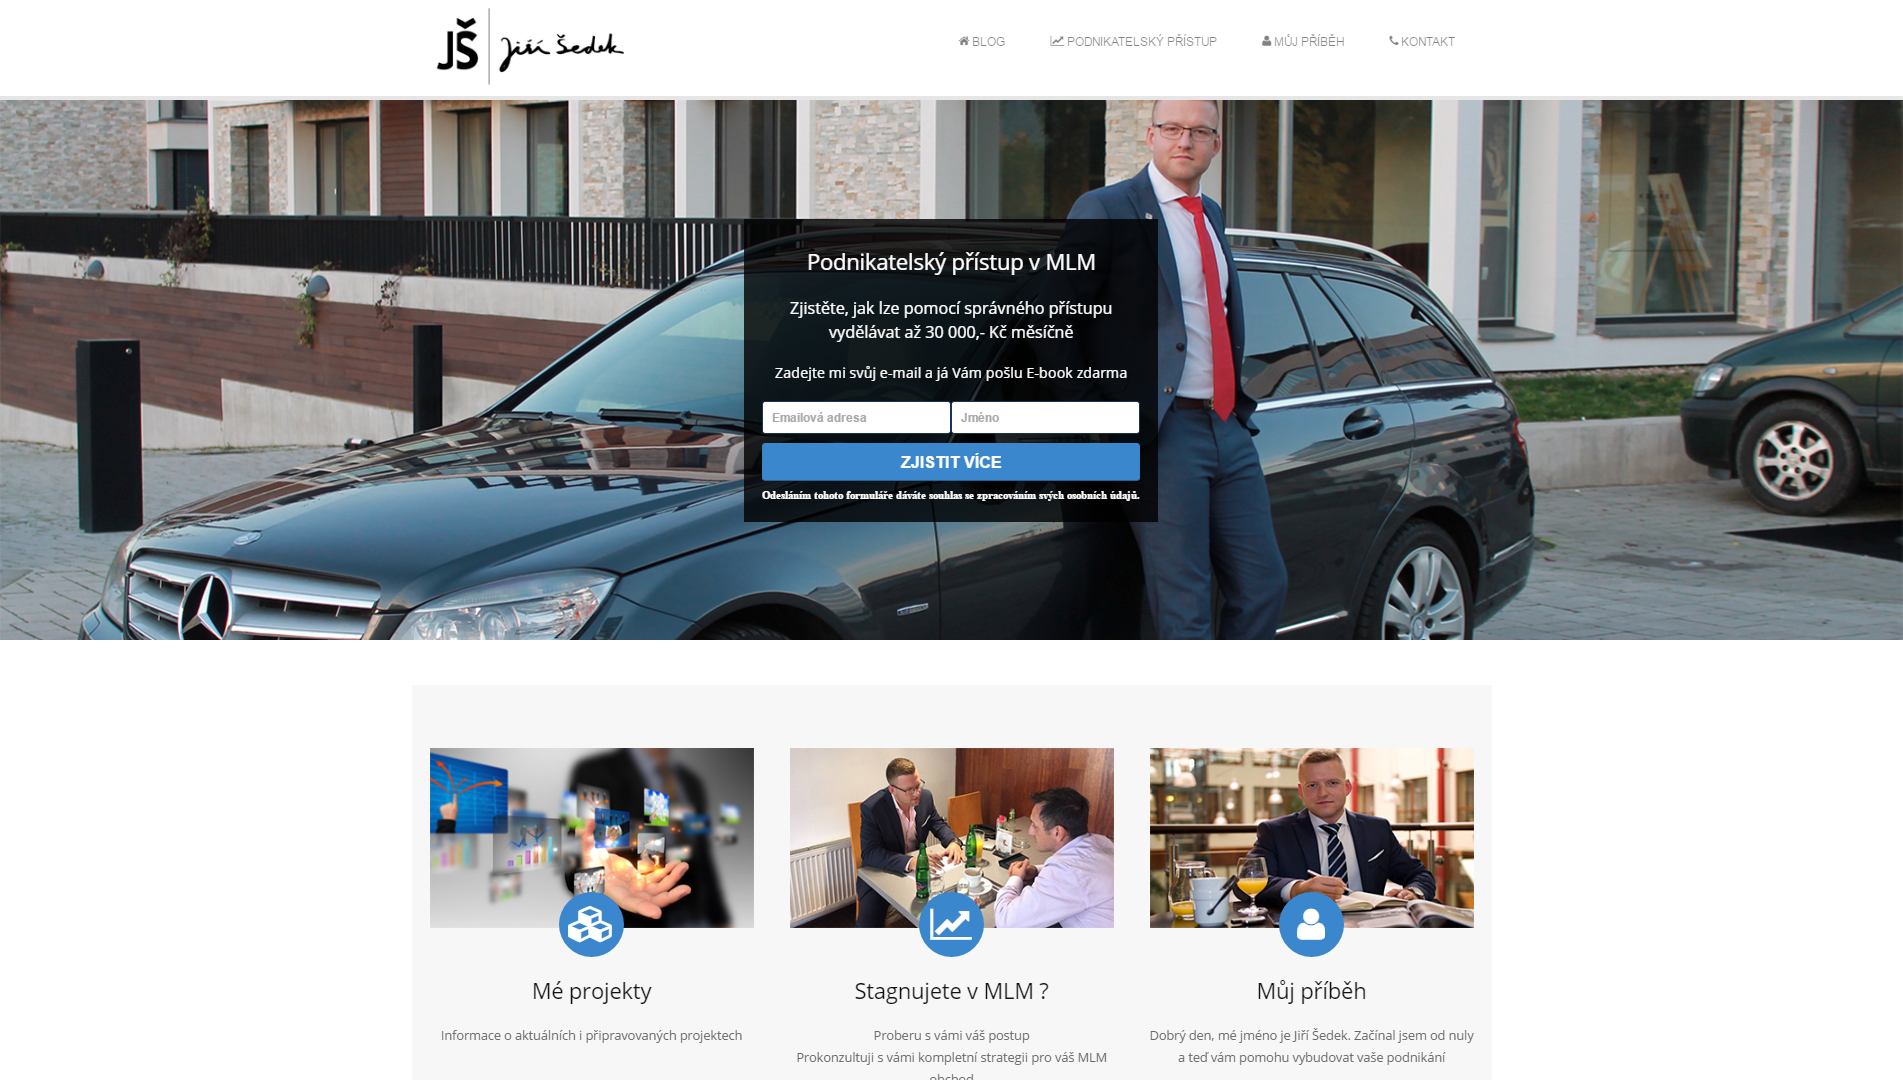 JŠ Jiří Šedek
BLOG PODNIKATELSKÝ PŘÍSTUP MŮJ PŘÍBĚH KONTAKT
Podnikatelský přístup v MLM
Zjistěte, jak lze pomocí správného přístupu
vydělávat až 30 000,- Kč měsíčně
Zadejte mi svůj e-mail a já Vám pošlu E-book zdarma
Emailová adresa Jméno
ZJISTIT VÍCE
Odesláním tohoto formuláře dáváte souhlas se zpracováním svých osobních údajů.
Mé projekty
Informace o aktuálních i připravovaných projektech
Stagnujete v MLM ?
Proberu s vámi váš postup
Prokonzultuji s vámi kompletní strategii pro váš MLM
obchod
Můj příběh
Dobrý den, mé jméno je Jiří Šedek. Začínal jsem od nuly
a teď vám pomohu vybudovat vaše podnikání